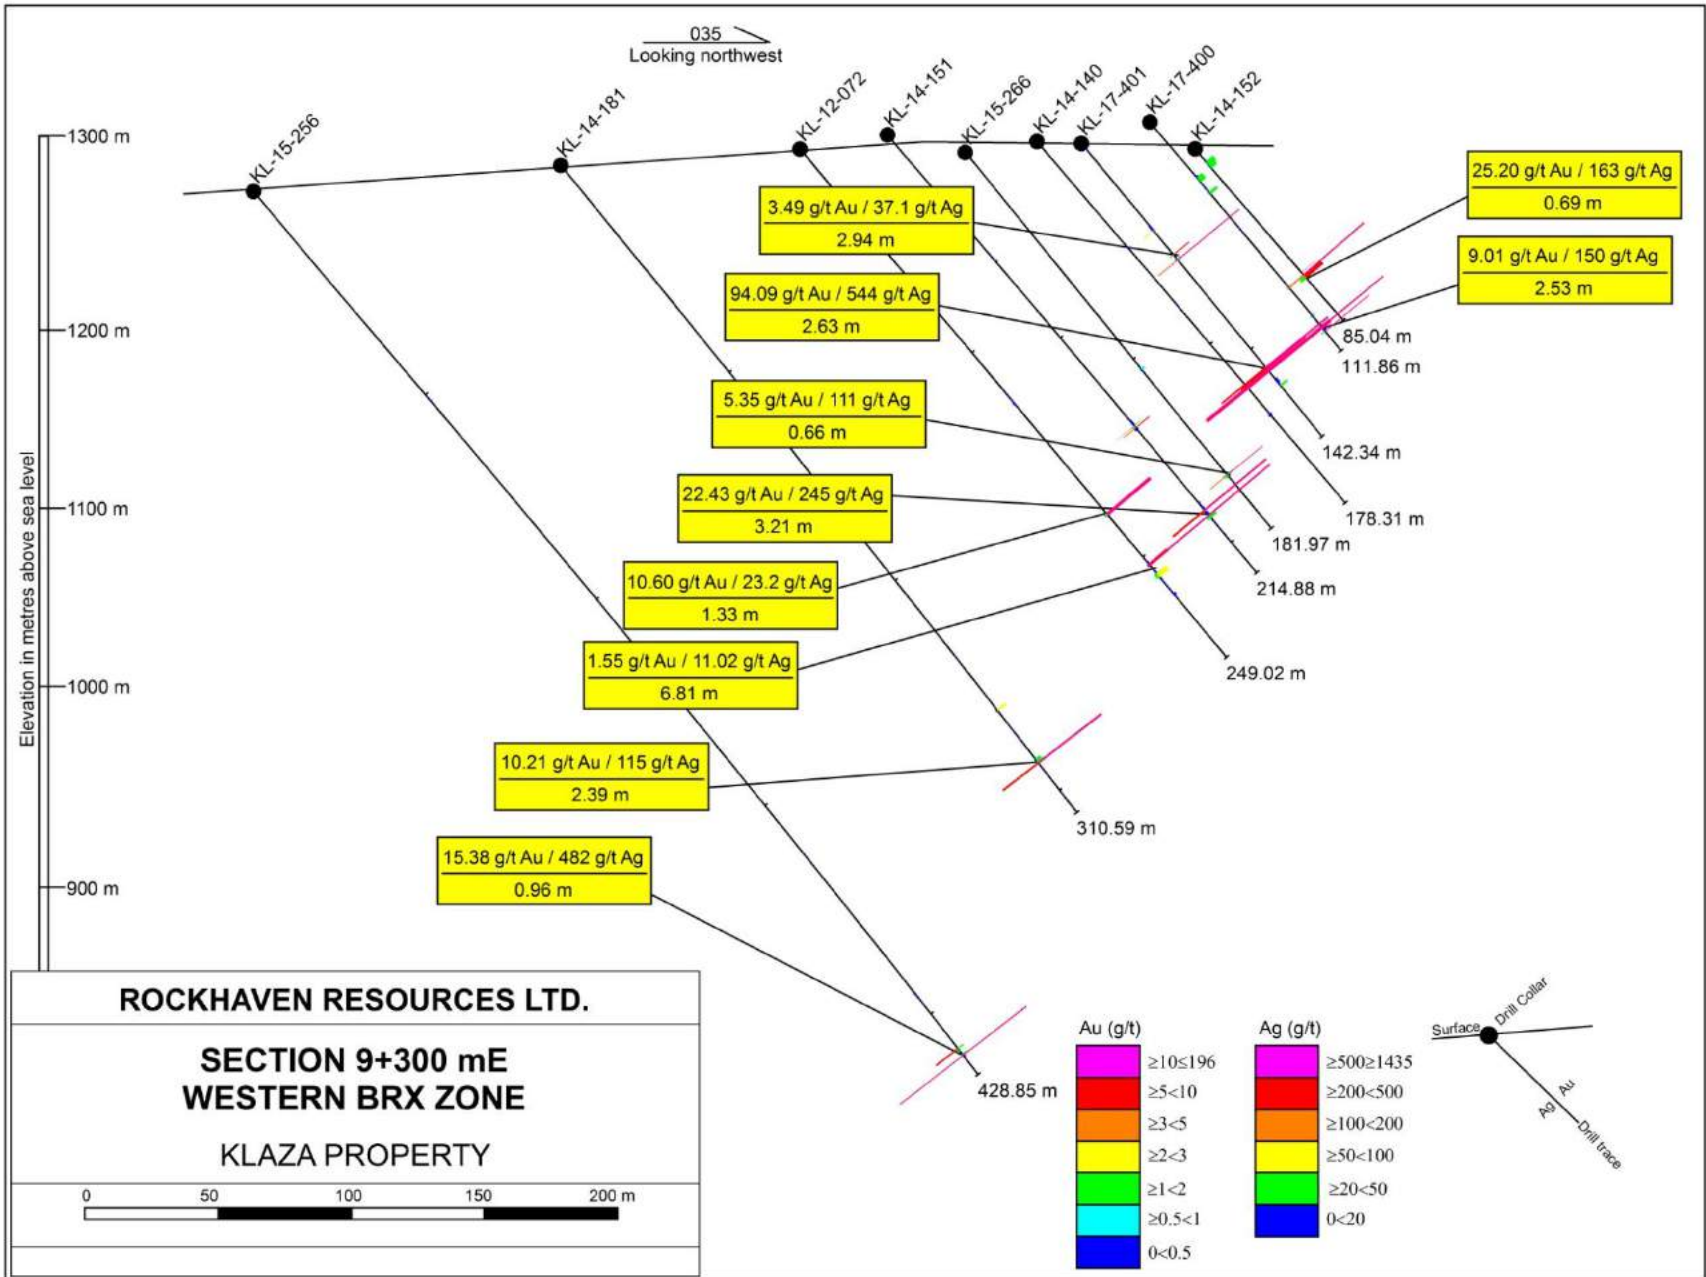 035
Looking northwest
KL-15-256
KL-14-181
KL-12-072
KL-14-151
KL-15-266
KL-14-140
KL-17-401
KL-17-400
KL-14-152
Elevation in metres above sea level
1300 m
1200 m
1100 m
1000 m
900 m
3.49 g/t Au / 37.1 g/t Ag
2.94 m
94.09 g/t Au / 544 g/t Ag
2.63 m
5.35 g/t Au / 111 g/t Ag
0.66 m
22.43 g/t Au / 245 g/t Ag
3.21 m
10.60 g/t Au / 23.2 g/t Ag
1.33 m
1.55 g/t Au / 11.02 g/t Ag
6.81 m
10.21 g/t Au / 115 g/t Ag
2.39 m
15.38 g/t Au / 482 g/t Ag
0.96 m
25.20 g/t Au / 163 g/t Ag
0.69 m
9.01 g/t Au / 150 g/t Ag
2.53 m
85.04 m
111.86 m
142.34 m
178.31 m
181.97 m
214.88 m
249.02 m
310.59 m
428.85 m
ROCKHAVEN RESOURCES LTD.
SECTION 9+300 mE
WESTERN BRX ZONE
KLAZA PROPERTY
0 50 100 150 200 m
Au (g/t)
≥10≤196
≥5<10
≥3<5
≥2<3
≥1<2
≥0.5<1
0<0.5
Ag (g/t)
≥500≥1435
≥200<500
≥100<200
≥50<100
≥20<50
0<20
Surface
Drill Collar
Au
Ag
Drill trace